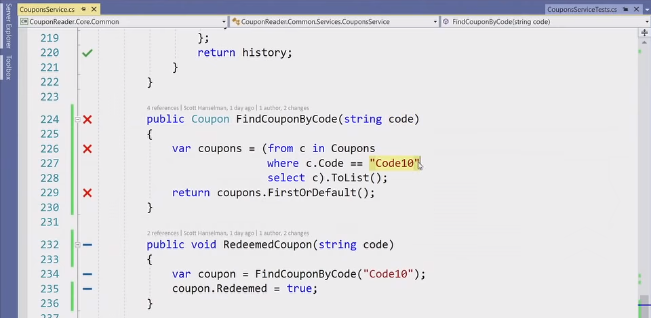 CouponsService.cs
CouponsServiceTests.cs
CouponReader.Core.Common
CouponReader.Common.Services.CouponsService
FindCouponByCode(string code)
Server Explorer
Toolbox
219 };
220 return history;
221 }
222 }
223
4 references | Scott Hanselman, 1 day ago | 1 author, 2 changes
224 public Coupon FindCouponByCode(string code)
225 {
226 var coupons = (from c in Coupons
227 where c.Code == "Code10"
228 select c).ToList();
229 return coupons.FirstOrDefault();
230 }
231
2 references | Scott Hanselman, 1 day ago | 1 author, 2 changes
232 public void RedeemedCoupon(string code)
233 {
234 var coupon = FindCouponByCode("Code10");
235 coupon.Redeemed = true;
236 }
237